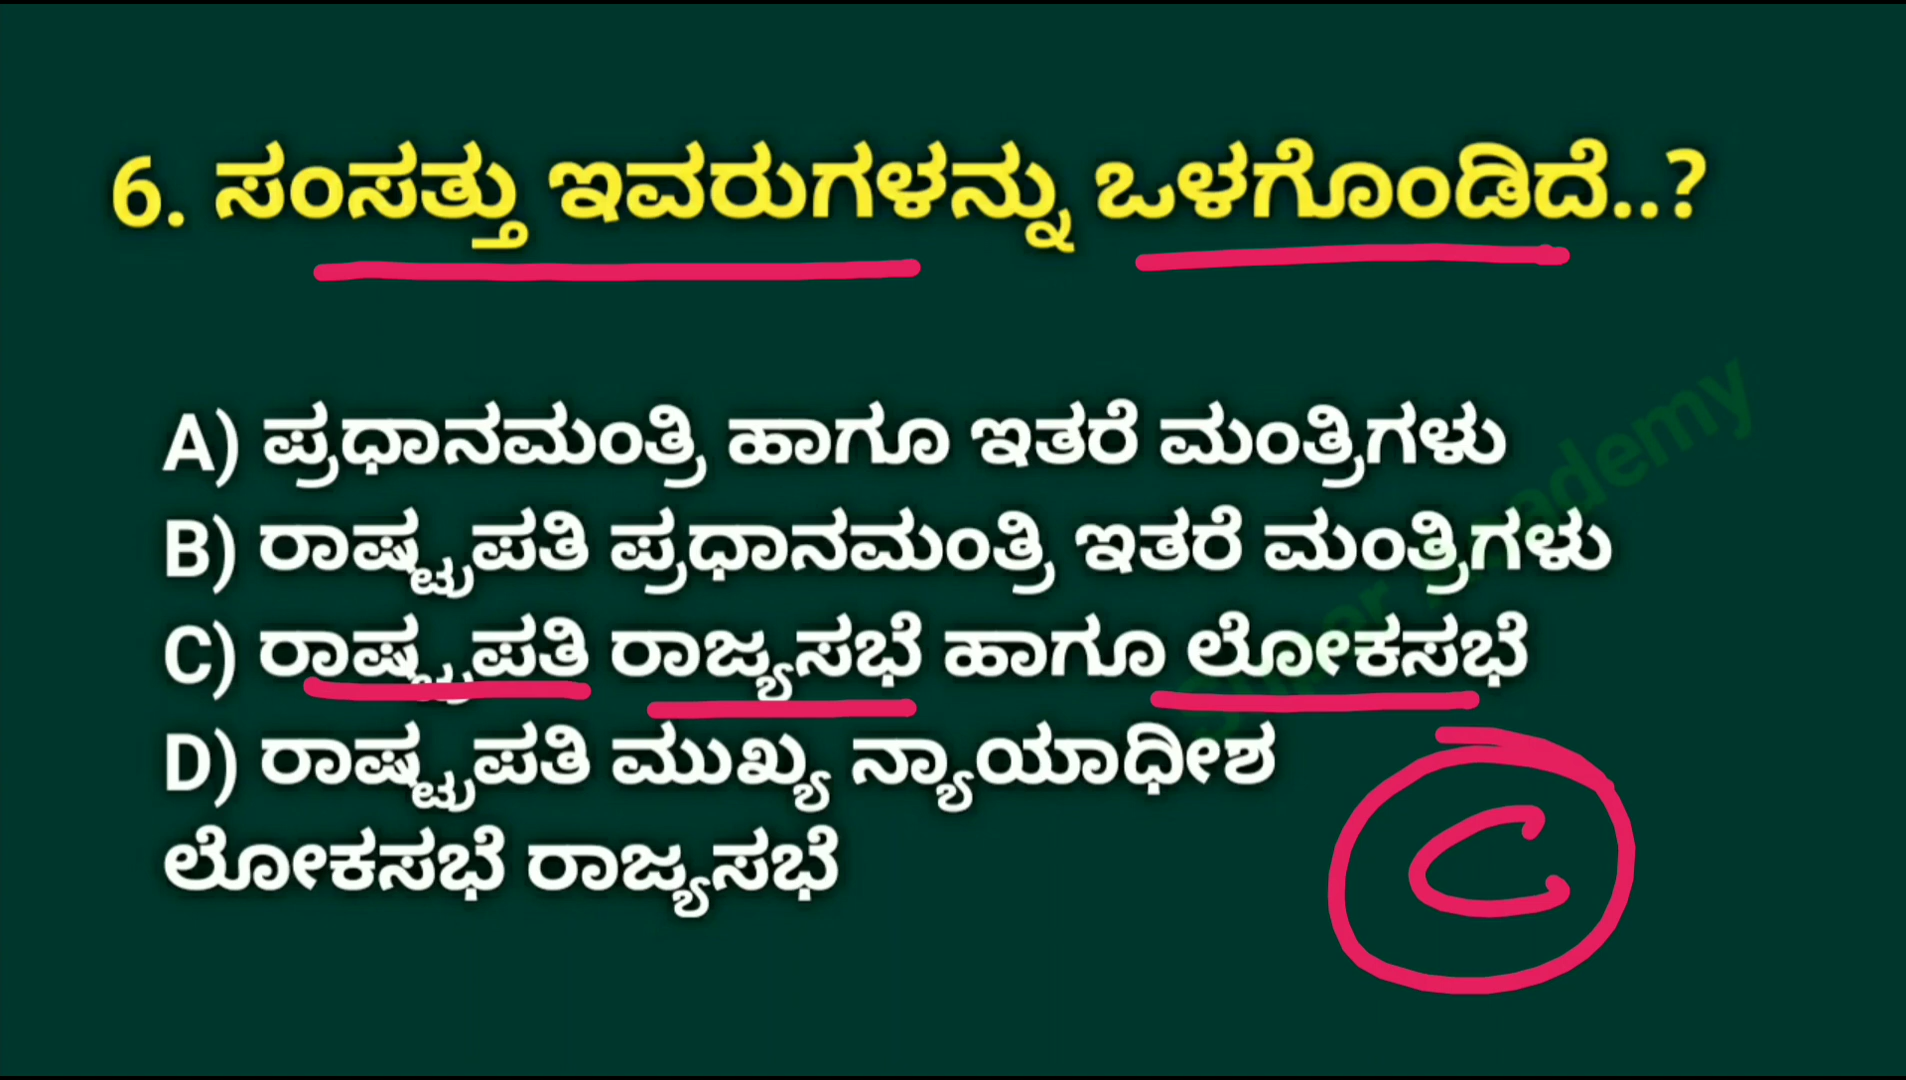 6. ಸಂಸತ್ತು ಇವರುಗಳನ್ನು ಒಳಗೊಂಡಿದೆ..?
A) ಪ್ರಧಾನಮಂತ್ರಿ ಹಾಗೂ ಇತರೆ ಮಂತ್ರಿಗಳು
B) ರಾಷ್ಟ್ರಪತಿ ಪ್ರಧಾನಮಂತ್ರಿ ಇತರೆ ಮಂತ್ರಿಗಳು
C) ರಾಷ್ಟ್ರಪತಿ ರಾಜ್ಯಸಭೆ ಹಾಗೂ ಲೋಕಸಭೆ
D) ರಾಷ್ಟ್ರಪತಿ ಮುಖ್ಯ ನ್ಯಾಯಾಧೀಶ
ಲೋಕಸಭೆ ರಾಜ್ಯಸಭೆ
C